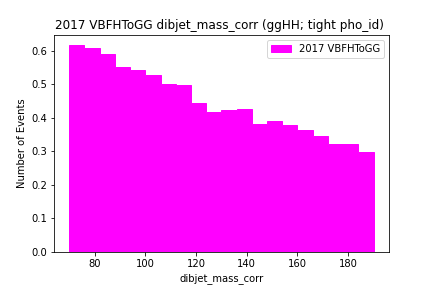 2017 VBFHToGG dibjet_mass_corr (ggHH; tight pho_id)
2017 VBFHToGG
Number of Events
0.6
0.5
0.4
0.3
0.2
0.1
0.0
80 100 120 140 160 180
dibjet_mass_corr